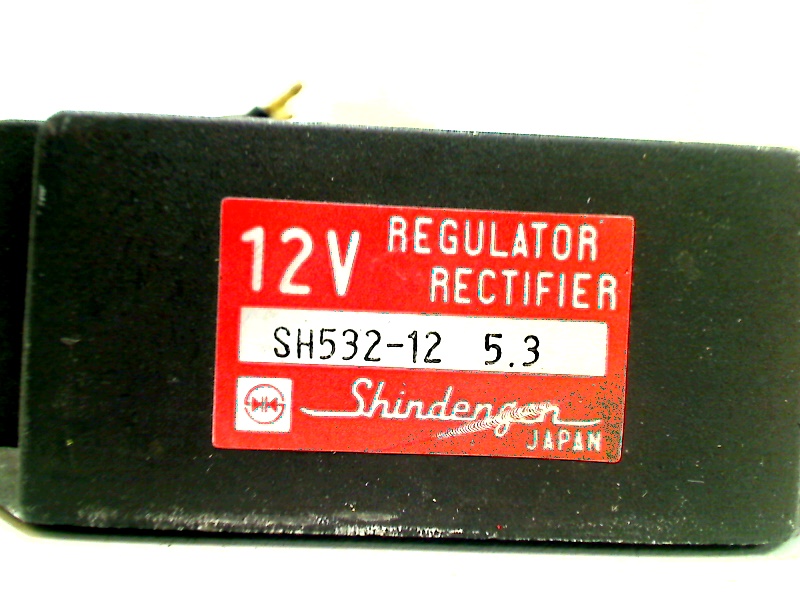 12V REGULATOR
RECTIFIER
SH532-12 5.3
Shindengen
JAPAN